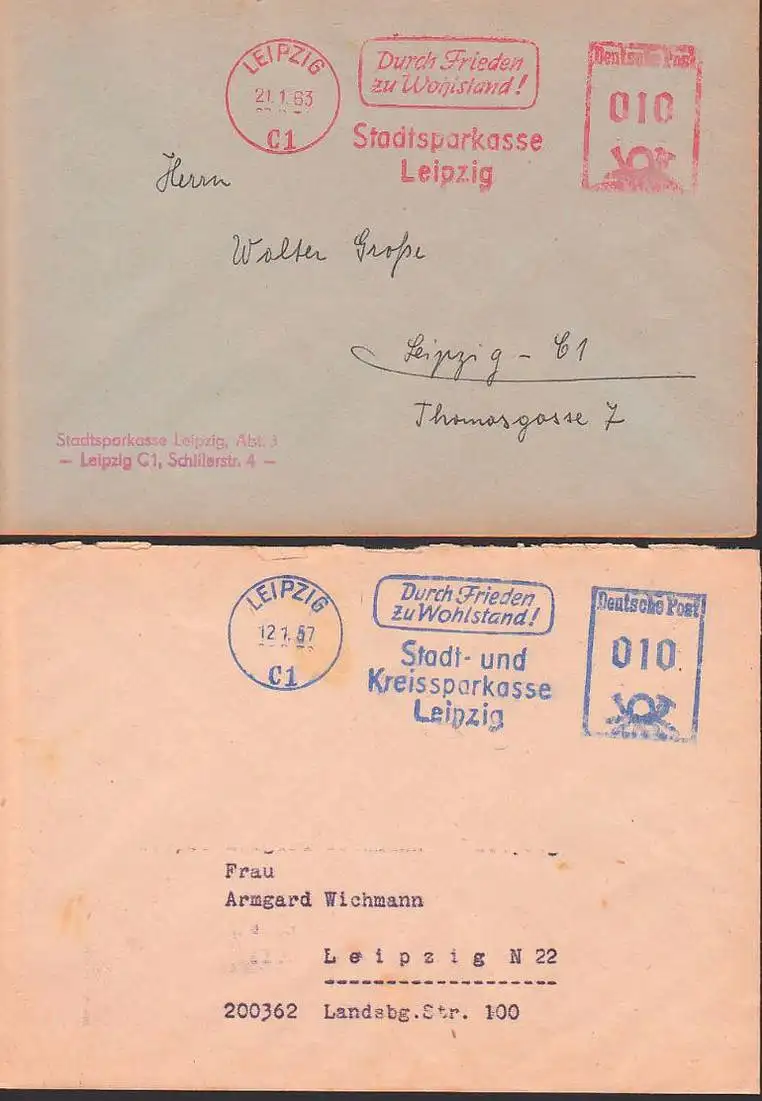 LEIPZIG
21.1.63
C1
Durch Frieden
zu Wohlstand!
Stadtsparkasse
Leipzig
Deutsche Post
010
Herrn
Walter Große
Leipzig - C1
Thomasgasse 7
Stadtsparkasse Leipzig, Abt. 3
— Leipzig C1, Schillerstr. 4 —
LEIPZIG
12.1.57
C1
Durch Frieden
zu Wohlstand!
Stadt- und
Kreissparkasse
Leipzig
Deutsche Post
010
Frau
Armgard Wichmann
Leipzig N 22
200362 Landsbg.Str. 100